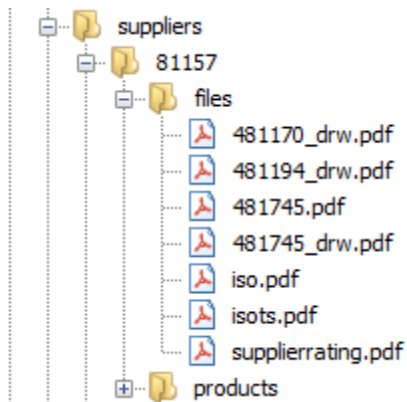 suppliers
81157
files
481170_drw.pdf
481194_drw.pdf
481745.pdf
481745_drw.pdf
iso.pdf
isots.pdf
supplierrating.pdf
products